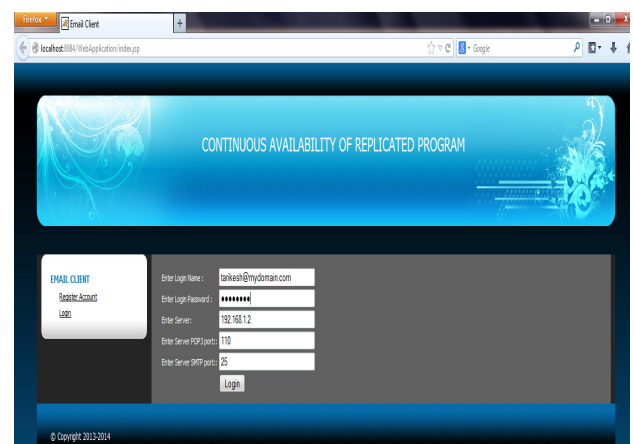 Firefox
Email Client
+
localhost:8084/WebApplication/index.jsp
Google
CONTINUOUS AVAILABILITY OF REPLICATED PROGRAM
EMAIL CLIENT
Register Account
Login
Enter Login Name :
tarikesh@mydomain.com
Enter Login Password :
••••••••
Enter Server:
192.168.1.2
Enter Server POP3 port::
110
Enter Server SMTP port::
25
Login
© Copyright 2013-2014